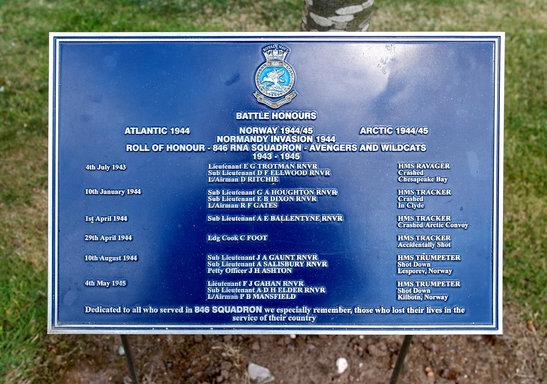 BATTLE HONOURS
ATLANTIC 1944 NORWAY 1944/45 ARCTIC 1944/45
NORMANDY INVASION 1944
ROLL OF HONOUR - 846 RNA SQUADRON - AVENGERS AND WILDCATS
1943 - 1945
4th July 1943 Lieutenant E G TROTMAN RNVR HMS RAVAGER
Sub Lieutenant D F ELLWOOD RNVR Crashed
L/Airman D RITCHIE Chesapeake Bay
10th January 1944 Sub Lieutenant G A HOUGHTON RNVR HMS TRACKER
Sub Lieutenant E B DIXON RNVR Crashed
L/Airman R F GATES In Clyde
1st April 1944 Sub Lieutenant A E BALLENTYNE RNVR HMS TRACKER
Crashed Arctic Convoy
29th April 1944 Ldg Cook C FOOT HMS TRACKER
Accidentally Shot
10th August 1944 Sub Lieutenant J A GAUNT RNVR HMS TRUMPETER
Sub Lieutenant A SALISBURY RNVR Shot Down
Petty Officer J H ASHTON Lesporev, Norway
4th May 1945 Lieutenant F J GAHAN RNVR HMS TRUMPETER
Sub Lieutenant A D H ELDER RNVR Shot Down
L/Airman P B MANSFIELD Kilbotn, Norway
Dedicated to all who served in 846 SQUADRON we especially remember, those who lost their lives in the
service of their country